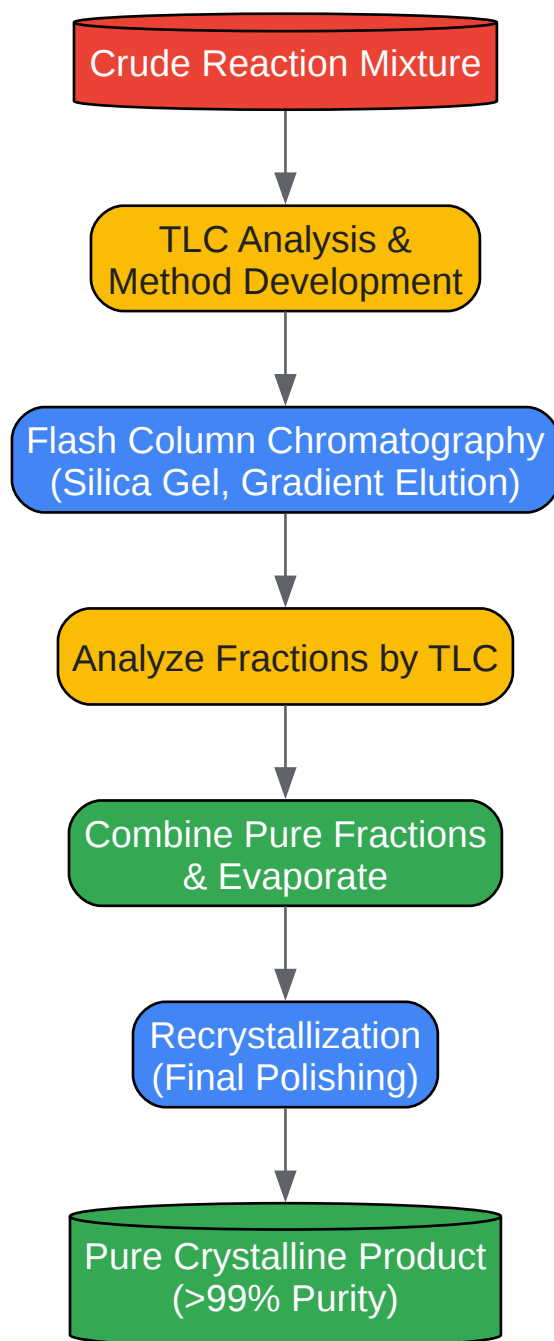 Crude Reaction Mixture
TLC Analysis &
Method Development
Flash Column Chromatography
(Silica Gel, Gradient Elution)
Analyze Fractions by TLC
Combine Pure Fractions
& Evaporate
Recrystallization
(Final Polishing)
Pure Crystalline Product
(>99% Purity)